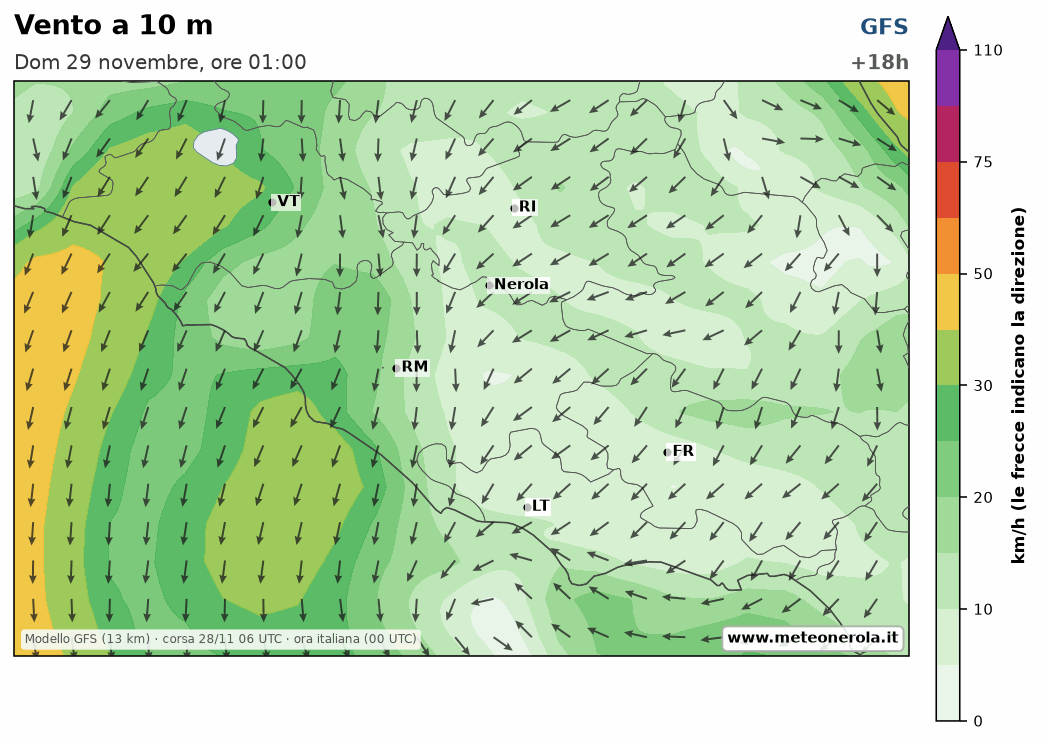 Vento a 10 m
GFS
Dom 29 novembre, ore 01:00
+18h
110
75
50
30
20
10
0
km/h (le frecce indicano la direzione)
VT
RI
Nerola
RM
FR
LT
Modello GFS (13 km) · corsa 28/11 06 UTC · ora italiana (00 UTC)
www.meteonerola.it